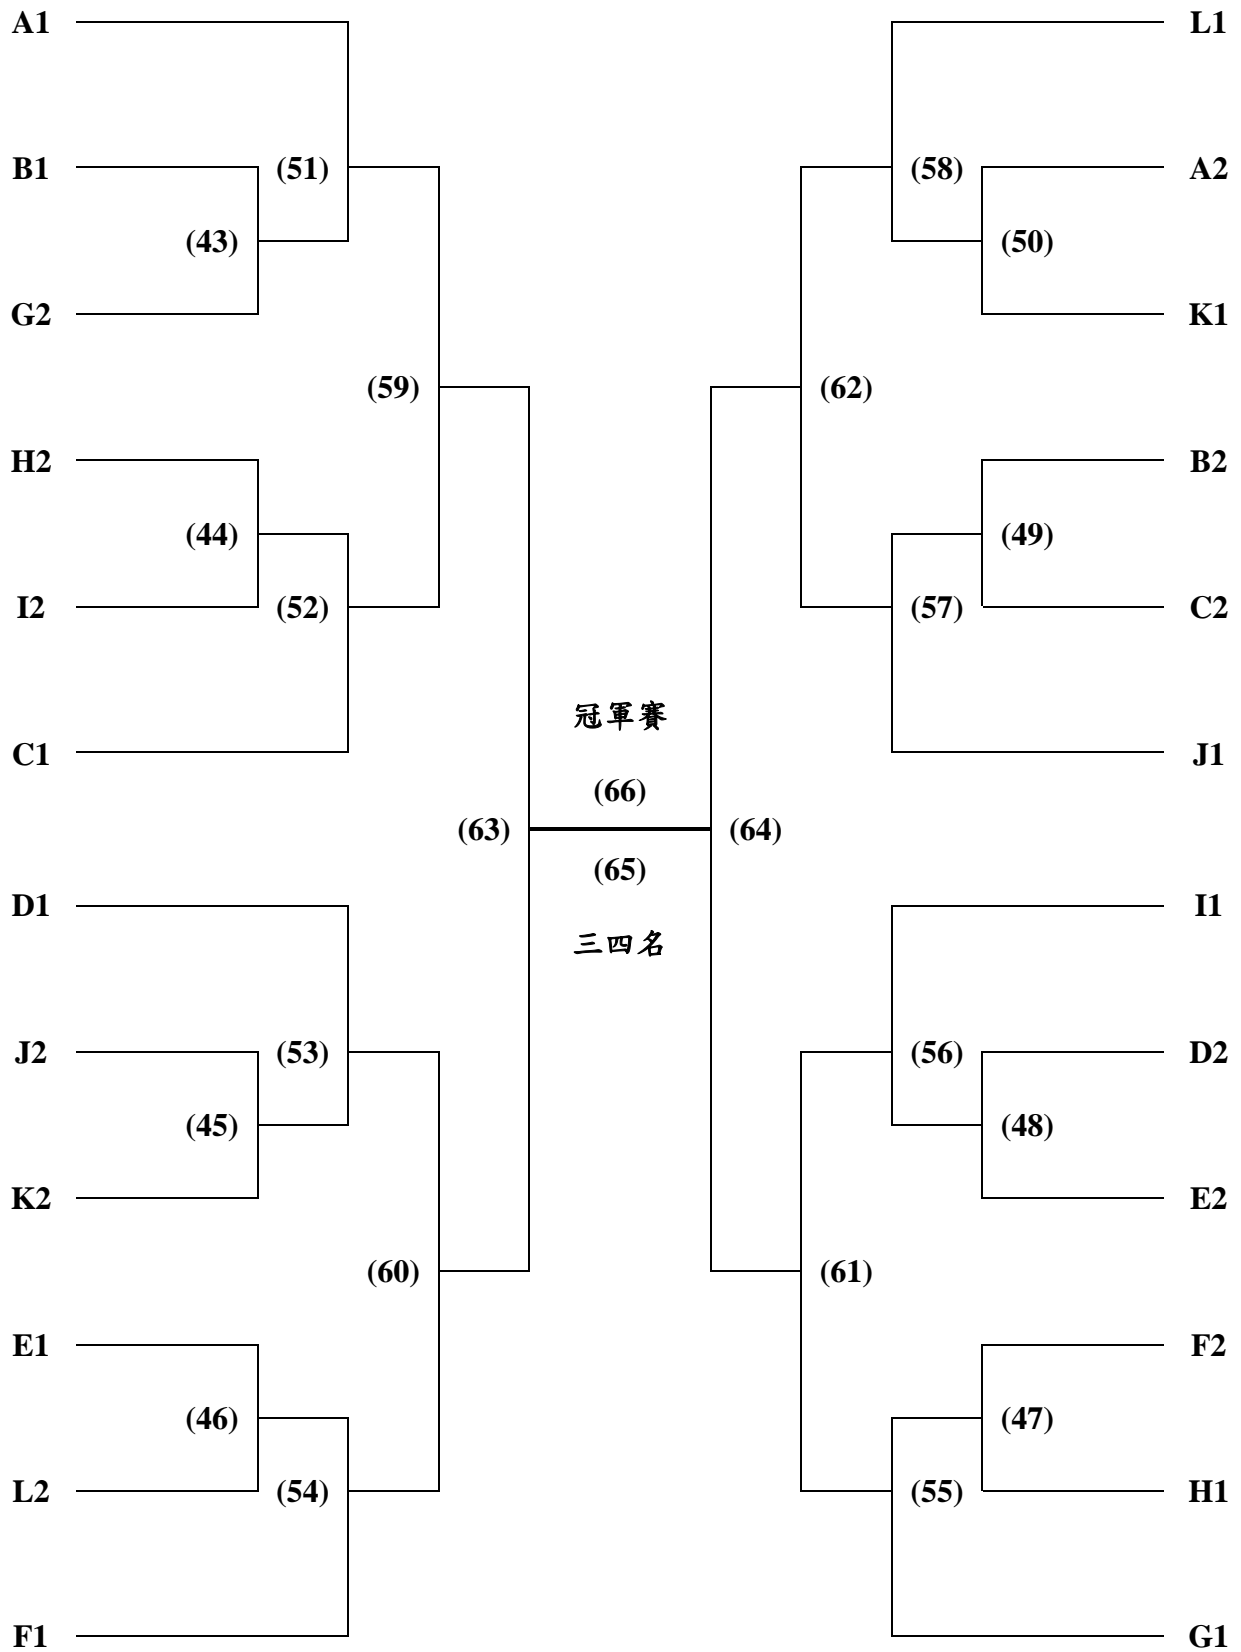 A1 L1
B1 (51) (58) A2
(43) (50)
G2 K1
(59) (62)
H2 B2
(44) (49)
I2 (52) (57) C2
冠軍賽
C1 J1
(66)
(63) (64)
(65)
D1 I1
三四名
J2 (53) (56) D2
(45) (48)
K2 E2
(60) (61)
E1 F2
(46) (47)
L2 (54) (55) H1
F1 G1